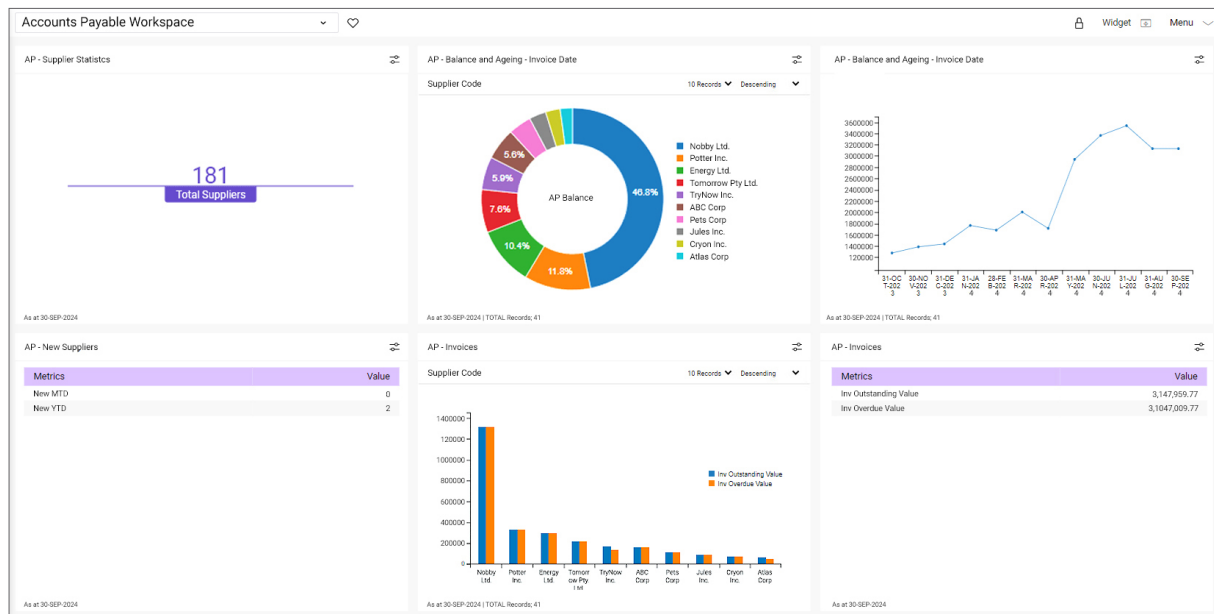 Accounts Payable Workspace
Widget
Menu
AP - Supplier Statistcs
181
Total Suppliers
As at 30-SEP-2024
AP - Balance and Ageing - Invoice Date
Supplier Code
10 Records
Descending
46.8%
11.8%
10.4%
7.6%
5.9%
5.6%
AP Balance
Nobby Ltd.
Potter Inc.
Energy Ltd.
Tomorrow Pty Ltd.
TryNow Inc.
ABC Corp
Pets Corp
Jules Inc.
Cryon Inc.
Atlas Corp
As at 30-SEP-2024 | TOTAL Records; 41
AP - Balance and Ageing - Invoice Date
3600000
3400000
3200000
3000000
2800000
2600000
2400000
2200000
2000000
1800000
1600000
1400000
120000
31-OC 30-NO 31-DE 31-JA 28-FE 31-MA 30-AP 31-MA 30-JU 31-JU 31-AU 30-SE
T-202 V-202 C-202 N-202 B-202 R-202 R-202 Y-202 N-202 L-202 G-202 P-202
3 3 3 4 4 4 4 4 4 4 4 4
As at 30-SEP-2024 | TOTAL Records; 41
AP - New Suppliers
Metrics Value
New MTD 0
New YTD 2
As at 30-SEP-2024
AP - Invoices
Supplier Code
10 Records
Descending
1400000
120000
1000000
800000
600000
400000
200000
0
Inv Outstanding Value
Inv Overdue Value
Nobby Potter Energy Tomorr TryNow ABC Pets Jules Cryon Atlas
Ltd. Inc. Ltd. ow Pty Inc. Corp Corp Inc. Inc. Corp
Ltd
As at 30-SEP-2024 | TOTAL Records; 41
AP - Invoices
Metrics Value
Inv Outstanding Value 3,147,959.77
Inv Overdue Value 3,1047,009.77
As at 30-SEP-2024